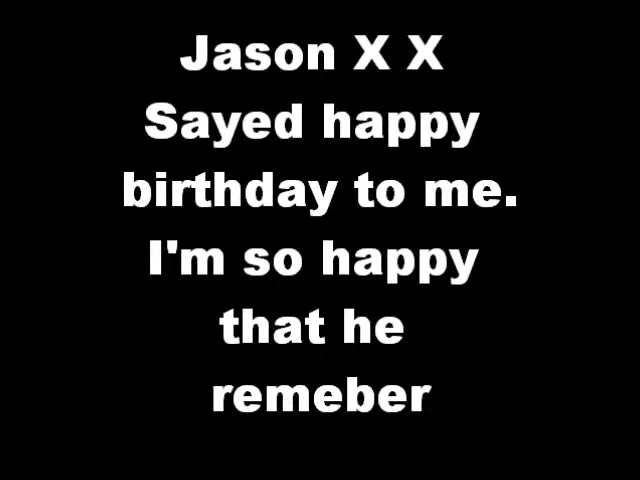 Jason X X
Sayed happy
birthday to me.
I'm so happy
that he
remeber